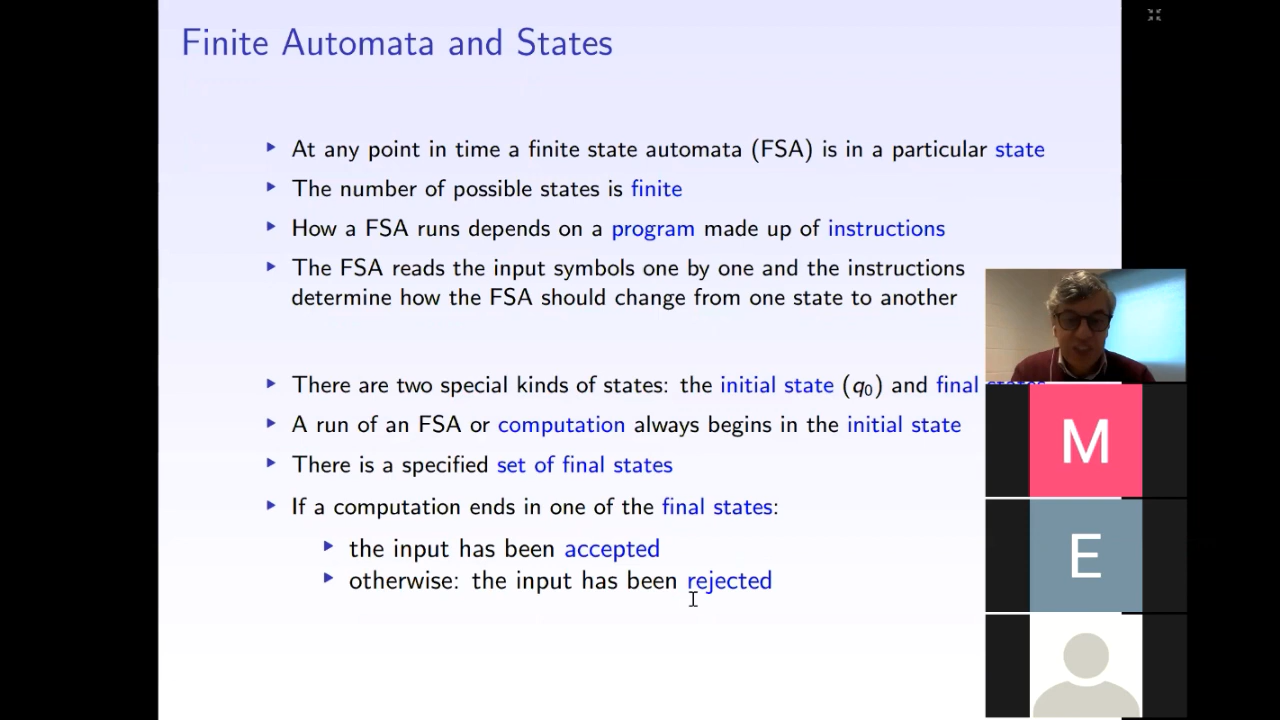 Finite Automata and States
At any point in time a finite state automata (FSA) is in a particular state
The number of possible states is finite
How a FSA runs depends on a program made up of instructions
The FSA reads the input symbols one by one and the instructions
determine how the FSA should change from one state to another
There are two special kinds of states: the initial state (q₀) and final states
A run of an FSA or computation always begins in the initial state
There is a specified set of final states
If a computation ends in one of the final states:
the input has been accepted
otherwise: the input has been rejected
M
E